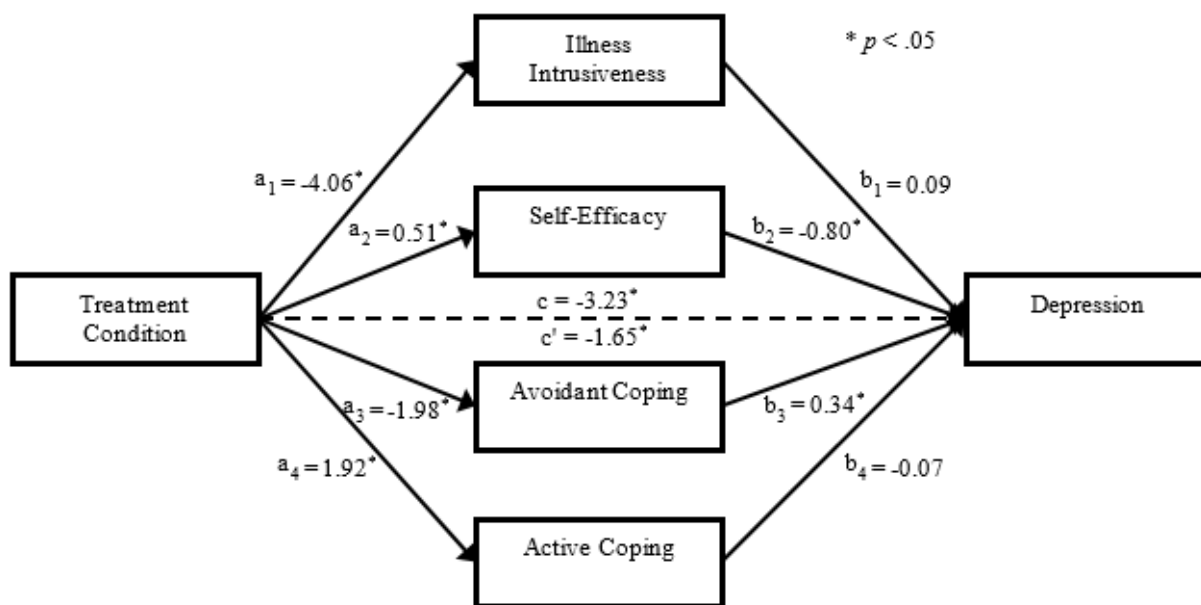 Illness
Intrusiveness
* p < .05
a₁ = -4.06*
b₁ = 0.09
Self-Efficacy
a₂ = 0.51*
b₂ = -0.80*
Treatment
Condition
c = -3.23*
c' = -1.65*
Depression
Avoidant Coping
a₃ = -1.98*
b₃ = 0.34*
a₄ = 1.92*
b₄ = -0.07
Active Coping